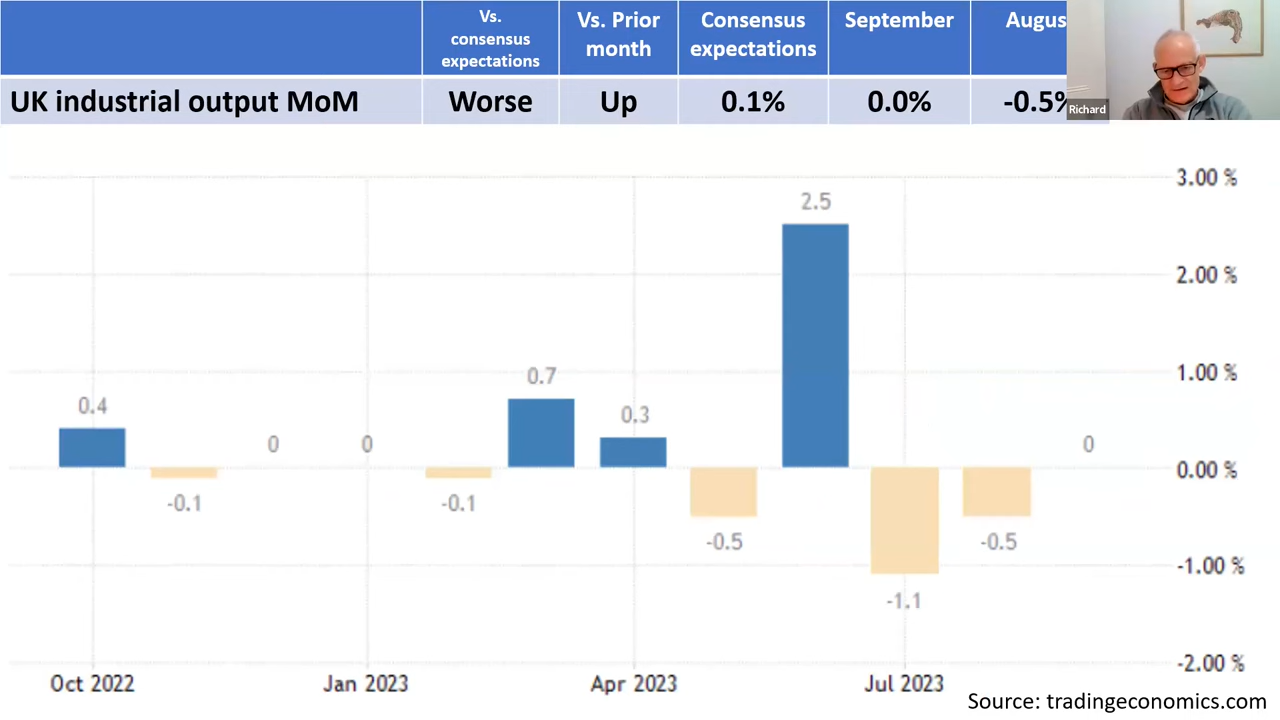 Vs.
consensus
expectations
Vs. Prior
month
Consensus
expectations
September
Augus
UK industrial output MoM
Worse
Up
0.1%
0.0%
-0.5%
Richard
3.00 %
2.5
2.00 %
0.7
1.00 %
0.4
0.3
0
0
0
0.00 %
-0.1
-0.1
-0.5
-0.5
-1.00 %
-1.1
-2.00 %
Oct 2022
Jan 2023
Apr 2023
Jul 2023
Source: tradingeconomics.com